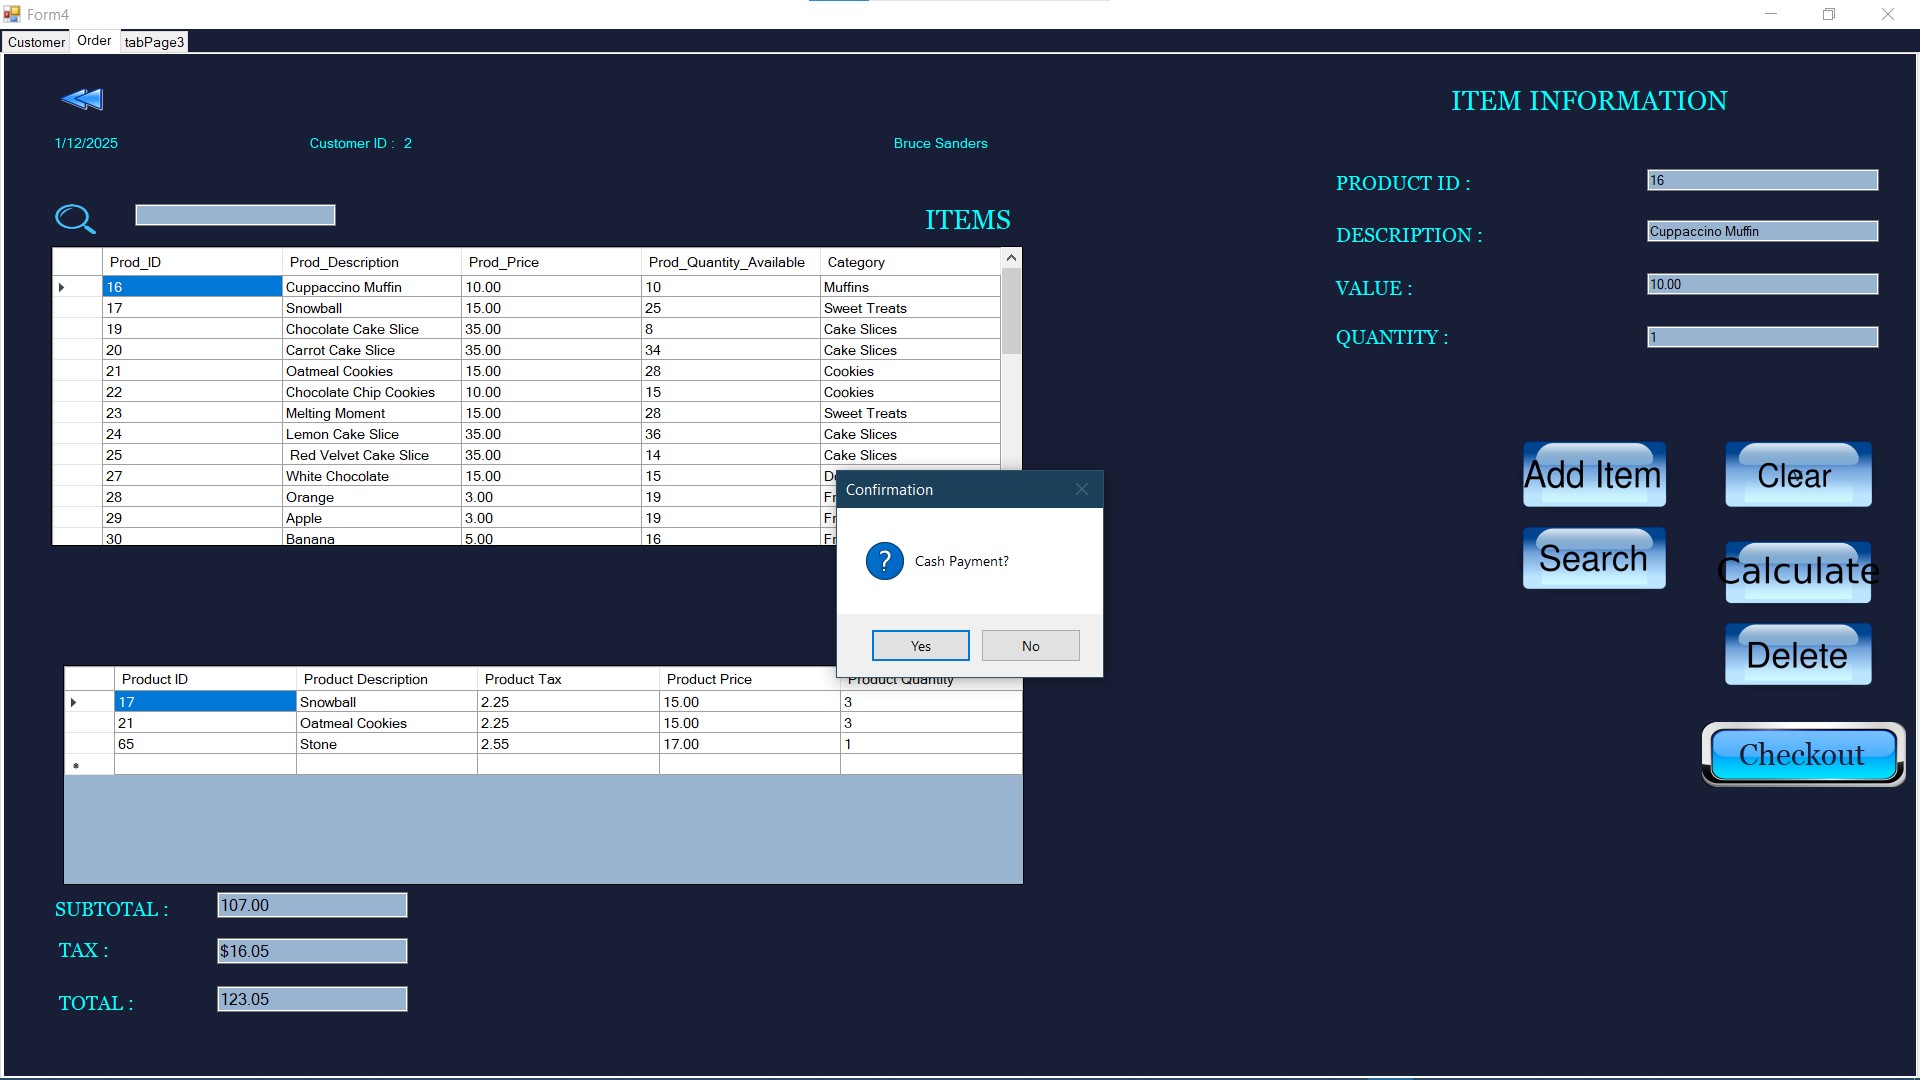 Form4
Customer Order tabPage3
ITEM INFORMATION
1/12/2025 Customer ID : 2 Bruce Sanders
PRODUCT ID : 16
ITEMS
DESCRIPTION : Cuppaccino Muffin
Prod_ID Prod_Description Prod_Price Prod_Quantity_Available Category
16 Cuppaccino Muffin 10.00 10 Muffins
VALUE : 10.00
17 Snowball 15.00 25 Sweet Treats
19 Chocolate Cake Slice 35.00 8 Cake Slices
QUANTITY : 1
20 Carrot Cake Slice 35.00 34 Cake Slices
21 Oatmeal Cookies 15.00 28 Cookies
22 Chocolate Chip Cookies 10.00 15 Cookies
23 Melting Moment 15.00 28 Sweet Treats
24 Lemon Cake Slice 35.00 36 Cake Slices
25 Red Velvet Cake Slice 35.00 14 Cake Slices
27 White Chocolate 15.00 15
28 Orange 3.00 19
29 Apple 3.00 19
30 Banana 5.00 16
Add Item Clear
Search Calculate
Delete
Checkout
Confirmation
Cash Payment?
Yes No
Product ID Product Description Product Tax Product Price Product Quantity
17 Snowball 2.25 15.00 3
21 Oatmeal Cookies 2.25 15.00 3
65 Stone 2.55 17.00 1
SUBTOTAL : 107.00
TAX : $16.05
TOTAL : 123.05